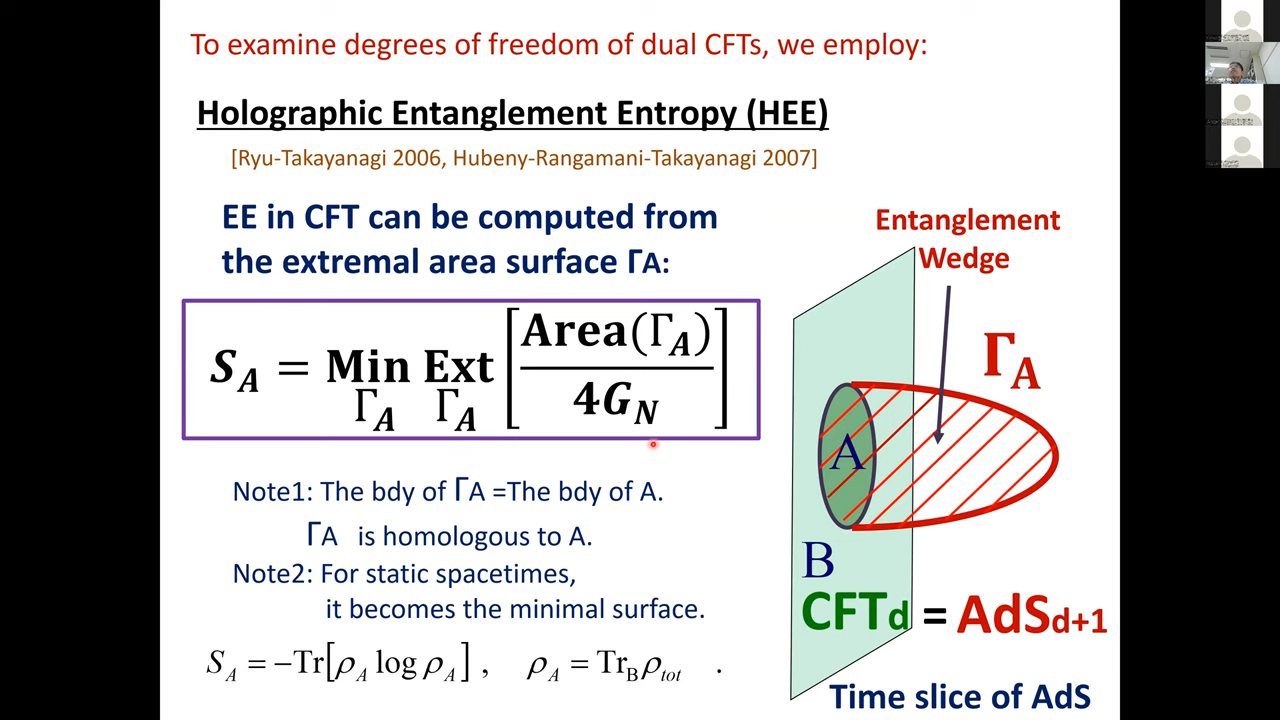 To examine degrees of freedom of dual CFTs, we employ:
Holographic Entanglement Entropy (HEE)
[Ryu-Takayanagi 2006, Hubeny-Rangamani-Takayanagi 2007]
EE in CFT can be computed from
the extremal area surface ΓA:
S_A = Min_{Γ_A} Ext_{Γ_A} [Area(Γ_A) / 4G_N]
Note1: The bdy of ΓA =The bdy of A.
ΓA is homologous to A.
Note2: For static spacetimes,
it becomes the minimal surface.
S_A = −Tr[ρ_A log ρ_A] , ρ_A = Tr_B ρ_tot .
Entanglement
Wedge
Γ_A
A
B
CFTd = AdSd+1
Time slice of AdS